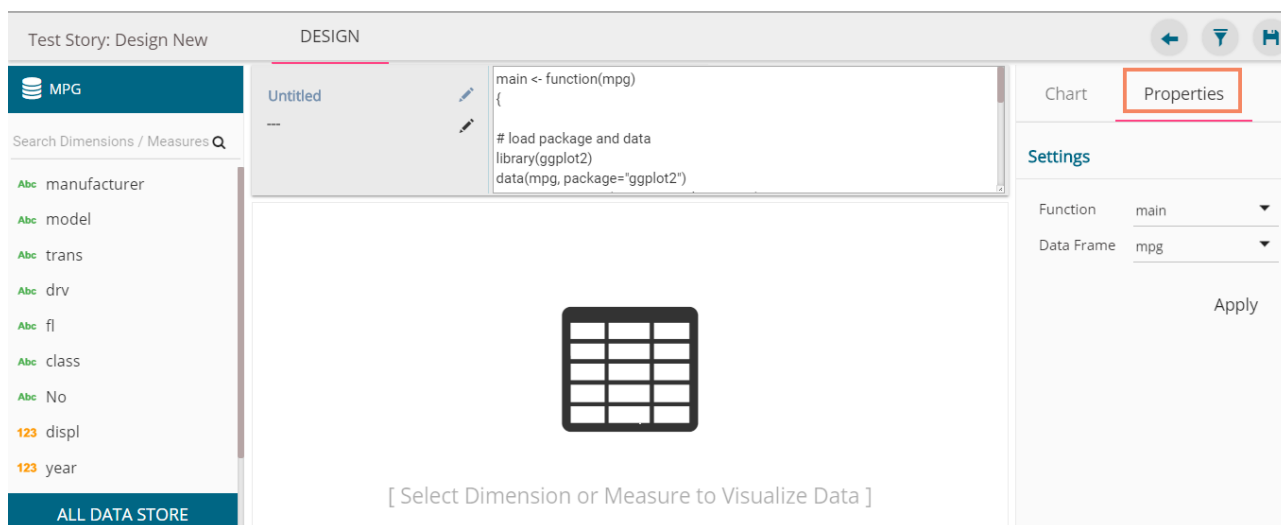 Test Story: Design New
DESIGN
MPG
Search Dimensions / Measures
Abc manufacturer
Abc model
Abc trans
Abc drv
Abc fl
Abc class
Abc No
123 displ
123 year
ALL DATA STORE
Untitled
---
main <- function(mpg)
{
# load package and data
library(ggplot2)
data(mpg, package="ggplot2")
[ Select Dimension or Measure to Visualize Data ]
Chart
Properties
Settings
Function main
Data Frame mpg
Apply